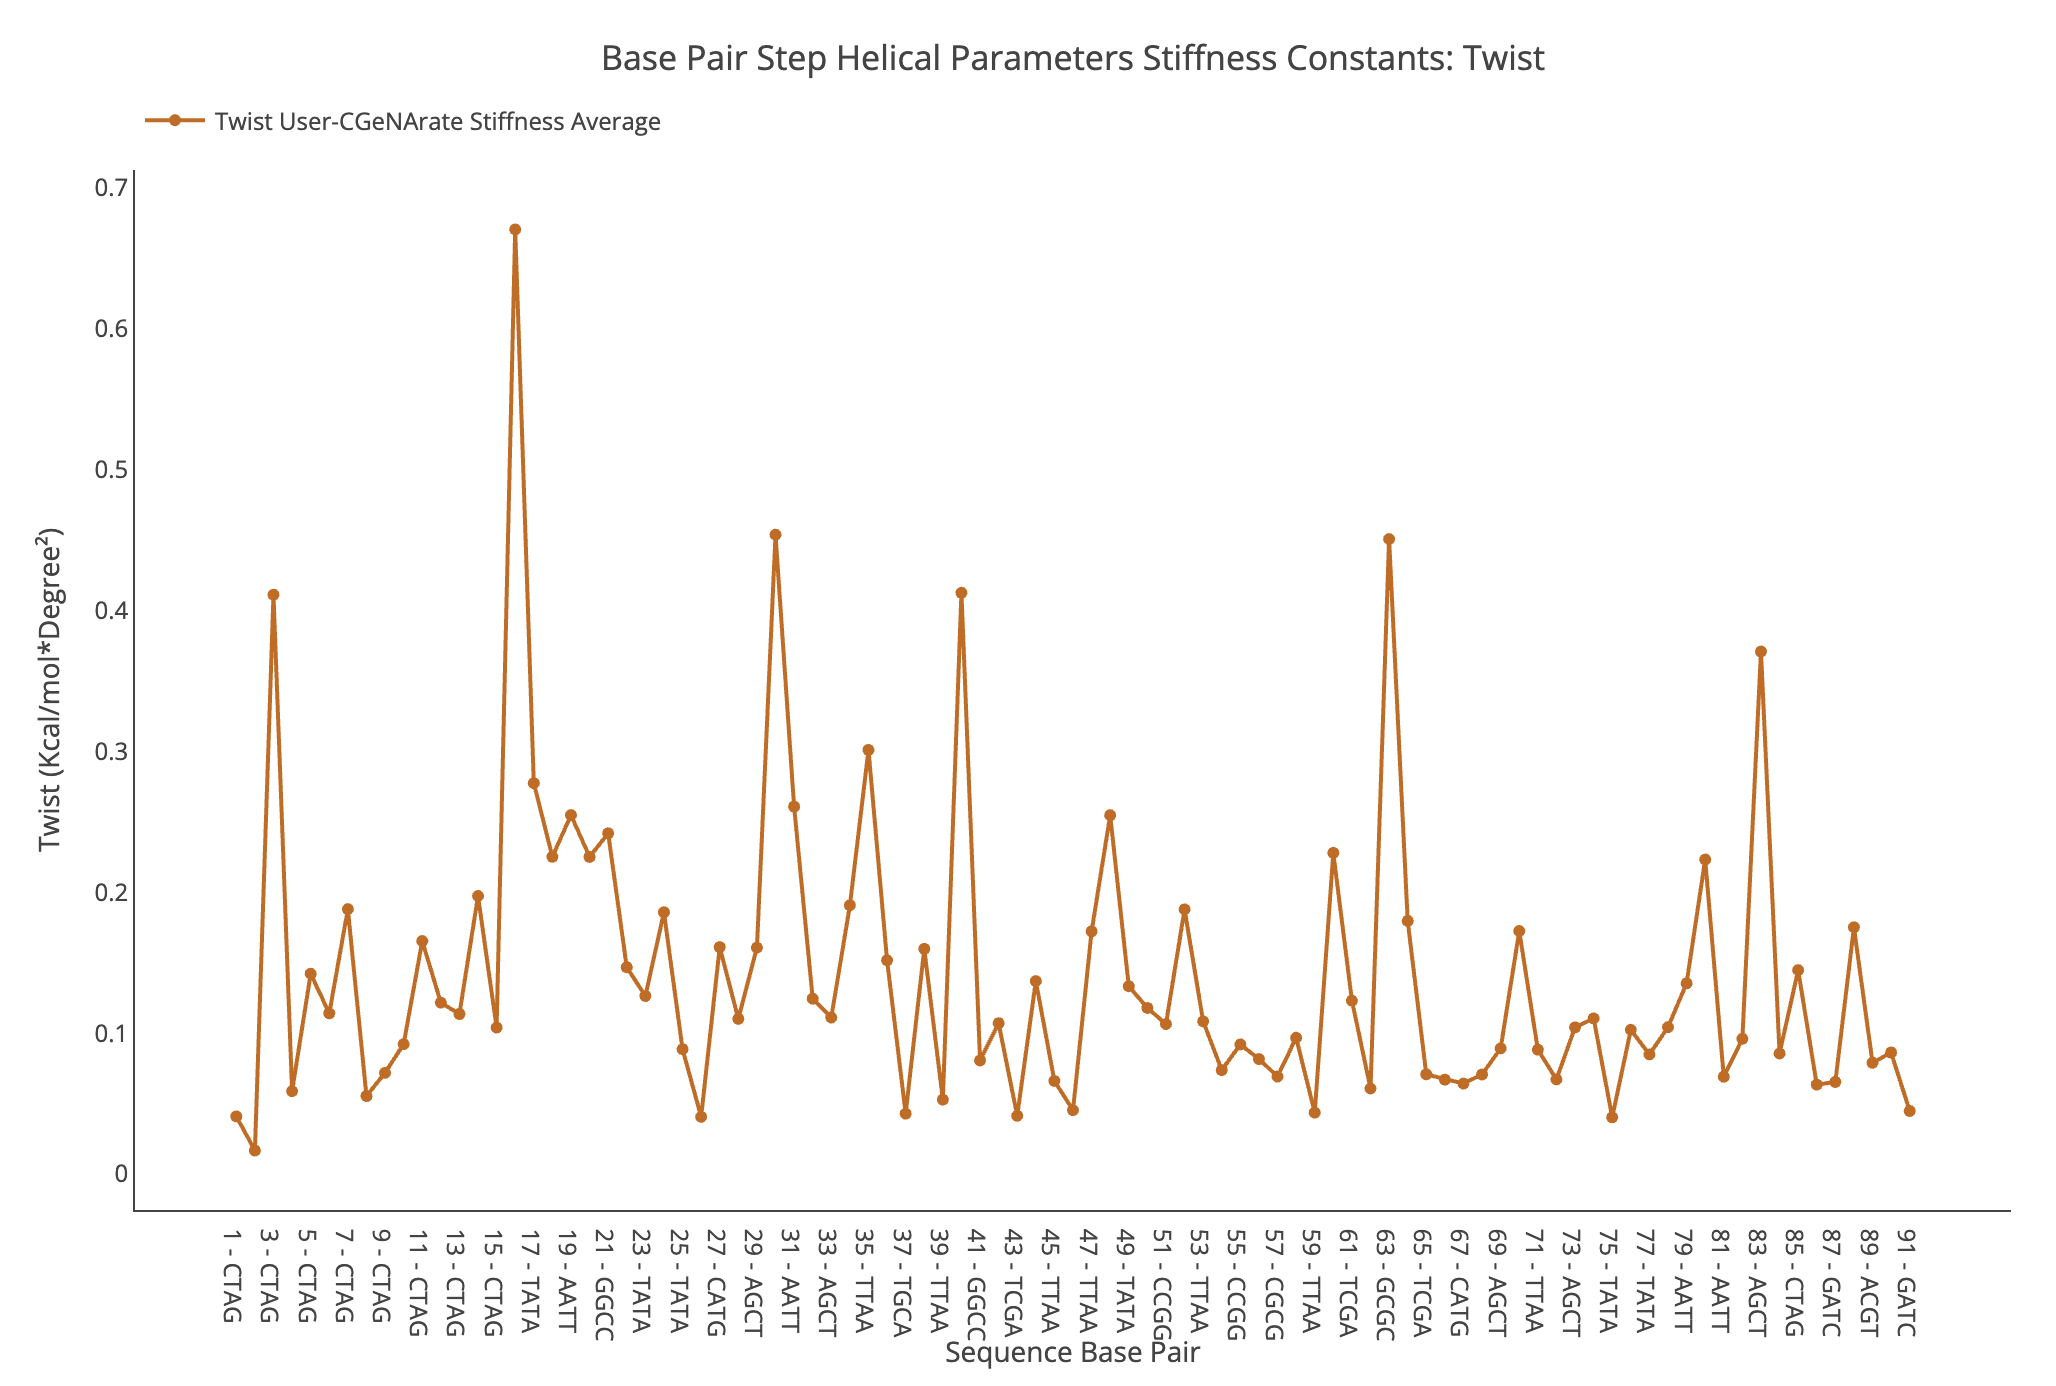 Base Pair Step Helical Parameters Stiffness Constants: Twist
Twist User-CGeNArate Stiffness Average
Twist (Kcal/mol*Degree²)
0.7
0.6
0.5
0.4
0.3
0.2
0.1
0
1 - CTAG
3 - CTAG
5 - CTAG
7 - CTAG
9 - CTAG
11 - CTAG
13 - CTAG
15 - CTAG
17 - TATA
19 - AATT
21 - GGCC
23 - TATA
25 - TATA
27 - CATG
29 - AGCT
31 - AATT
33 - AGCT
35 - TTAA
37 - TGCA
39 - TTAA
41 - GGCC
43 - TCGA
45 - TTAA
47 - TTAA
49 - TATA
51 - CCGG
53 - TTAA
55 - CCGG
57 - CGCG
59 - TTAA
61 - TCGA
63 - GCGC
65 - TCGA
67 - CATG
69 - AGCT
71 - TTAA
73 - AGCT
75 - TATA
77 - TATA
79 - AATT
81 - AATT
83 - AGCT
85 - CTAG
87 - GATC
89 - ACGT
91 - GATC
Sequence Base Pair